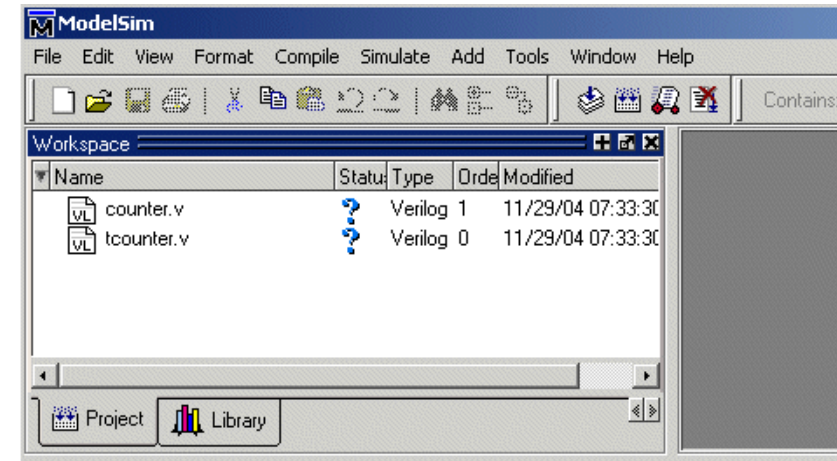 ModelSim
File Edit View Format Compile Simulate Add Tools Window Help
Contains:
Workspace
Name Statu: Type Orde Modified
VL counter.v ? Verilog 1 11/29/04 07:33:30
VL tcounter.v ? Verilog 0 11/29/04 07:33:30
Project Library